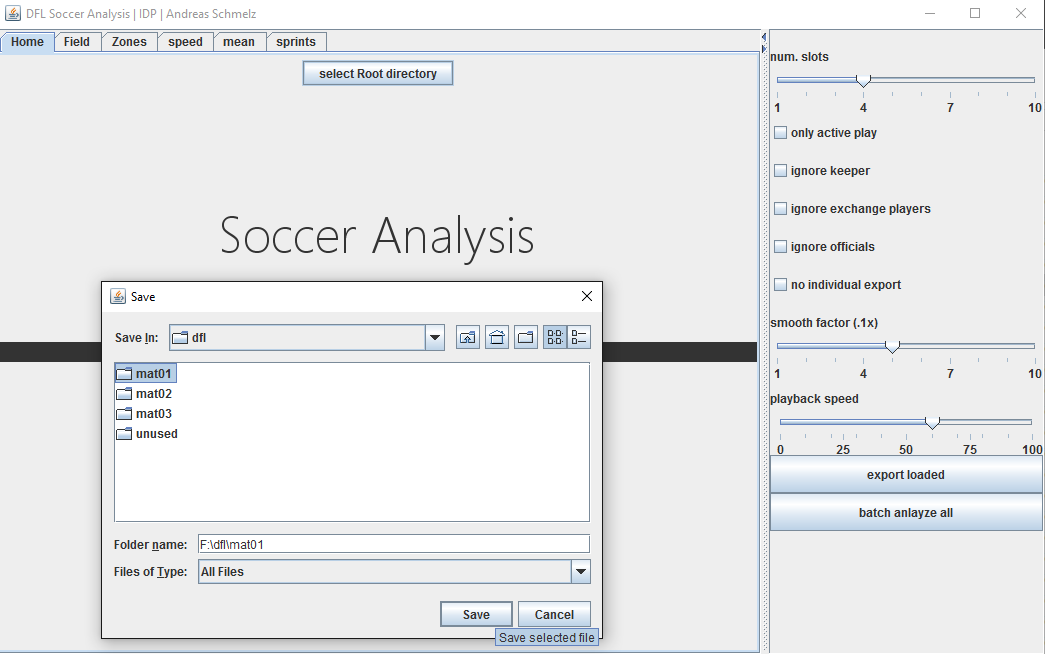 DFL Soccer Analysis | IDP | Andreas Schmelz
Home Field Zones speed mean sprints
select Root directory
Soccer Analysis
Save
Save In: dfl
mat01
mat02
mat03
unused
Folder name: F:\dfl\mat01
Files of Type: All Files
Save Cancel
Save selected file
num. slots
1 4 7 10
only active play
ignore keeper
ignore exchange players
ignore officials
no individual export
smooth factor (.1x)
1 4 7 10
playback speed
0 25 50 75 100
export loaded
batch anlayze all